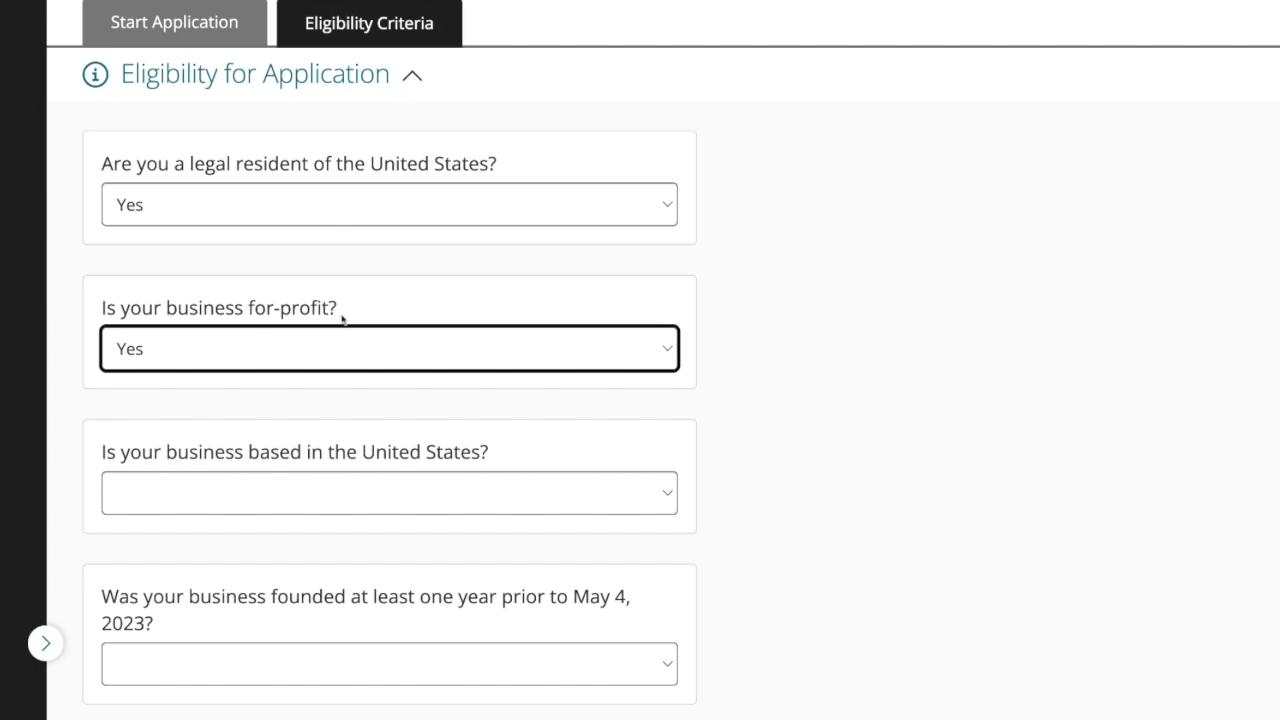 Start Application
Eligibility Criteria
Eligibility for Application
Are you a legal resident of the United States?
Yes
Is your business for-profit?
Yes
Is your business based in the United States?
Was your business founded at least one year prior to May 4,
2023?